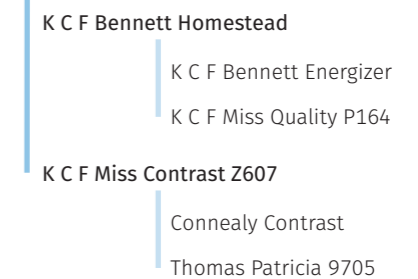 K C F Bennett Homestead
K C F Bennett Energizer
K C F Miss Quality P164
K C F Miss Contrast Z607
Connealy Contrast
Thomas Patricia 9705